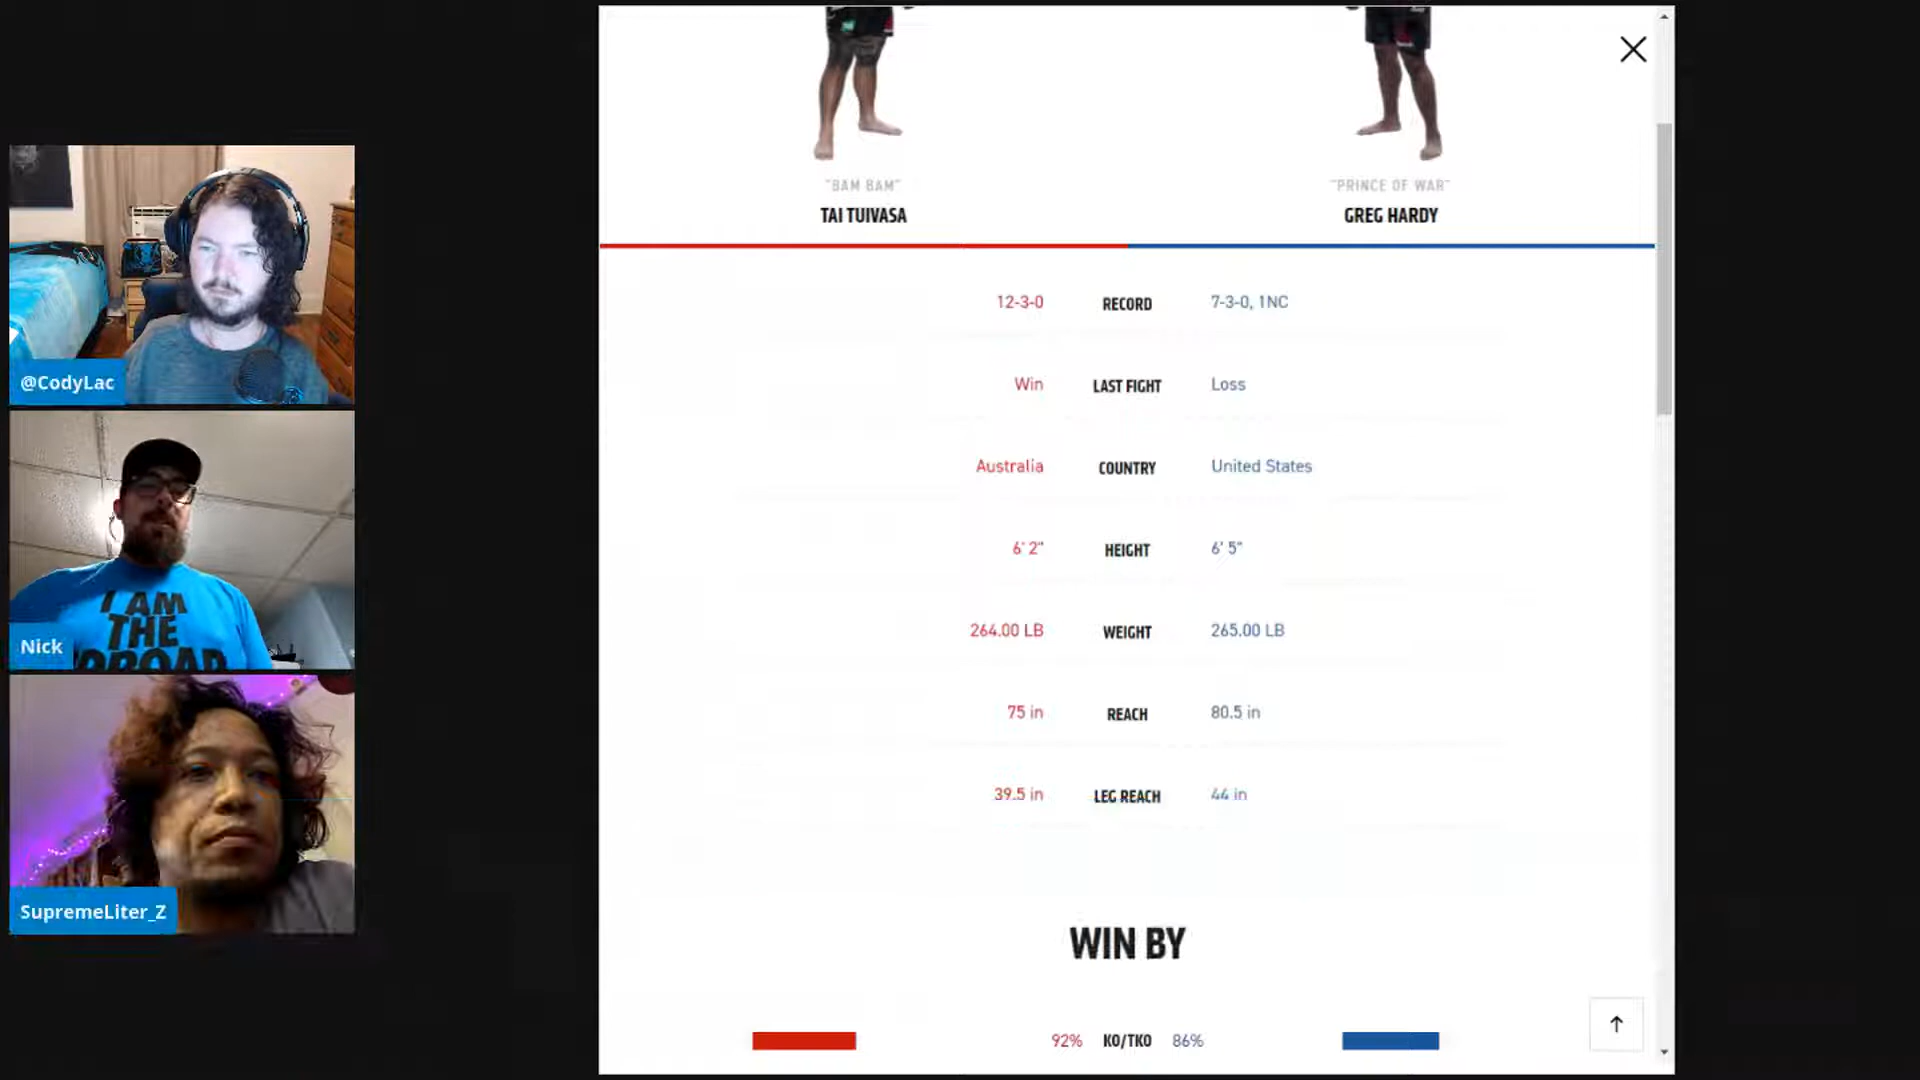 "BAM BAM"
TAI TUIVASA
"PRINCE OF WAR"
GREG HARDY
12-3-0 RECORD 7-3-0, 1NC
Win LAST FIGHT Loss
Australia COUNTRY United States
6' 2" HEIGHT 6' 5"
264.00 LB WEIGHT 265.00 LB
75 in REACH 80.5 in
39.5 in LEG REACH 44 in
WIN BY
92% KO/TKO 86%
@CodyLac
I AM
THE
Nick
SupremeLiter_Z